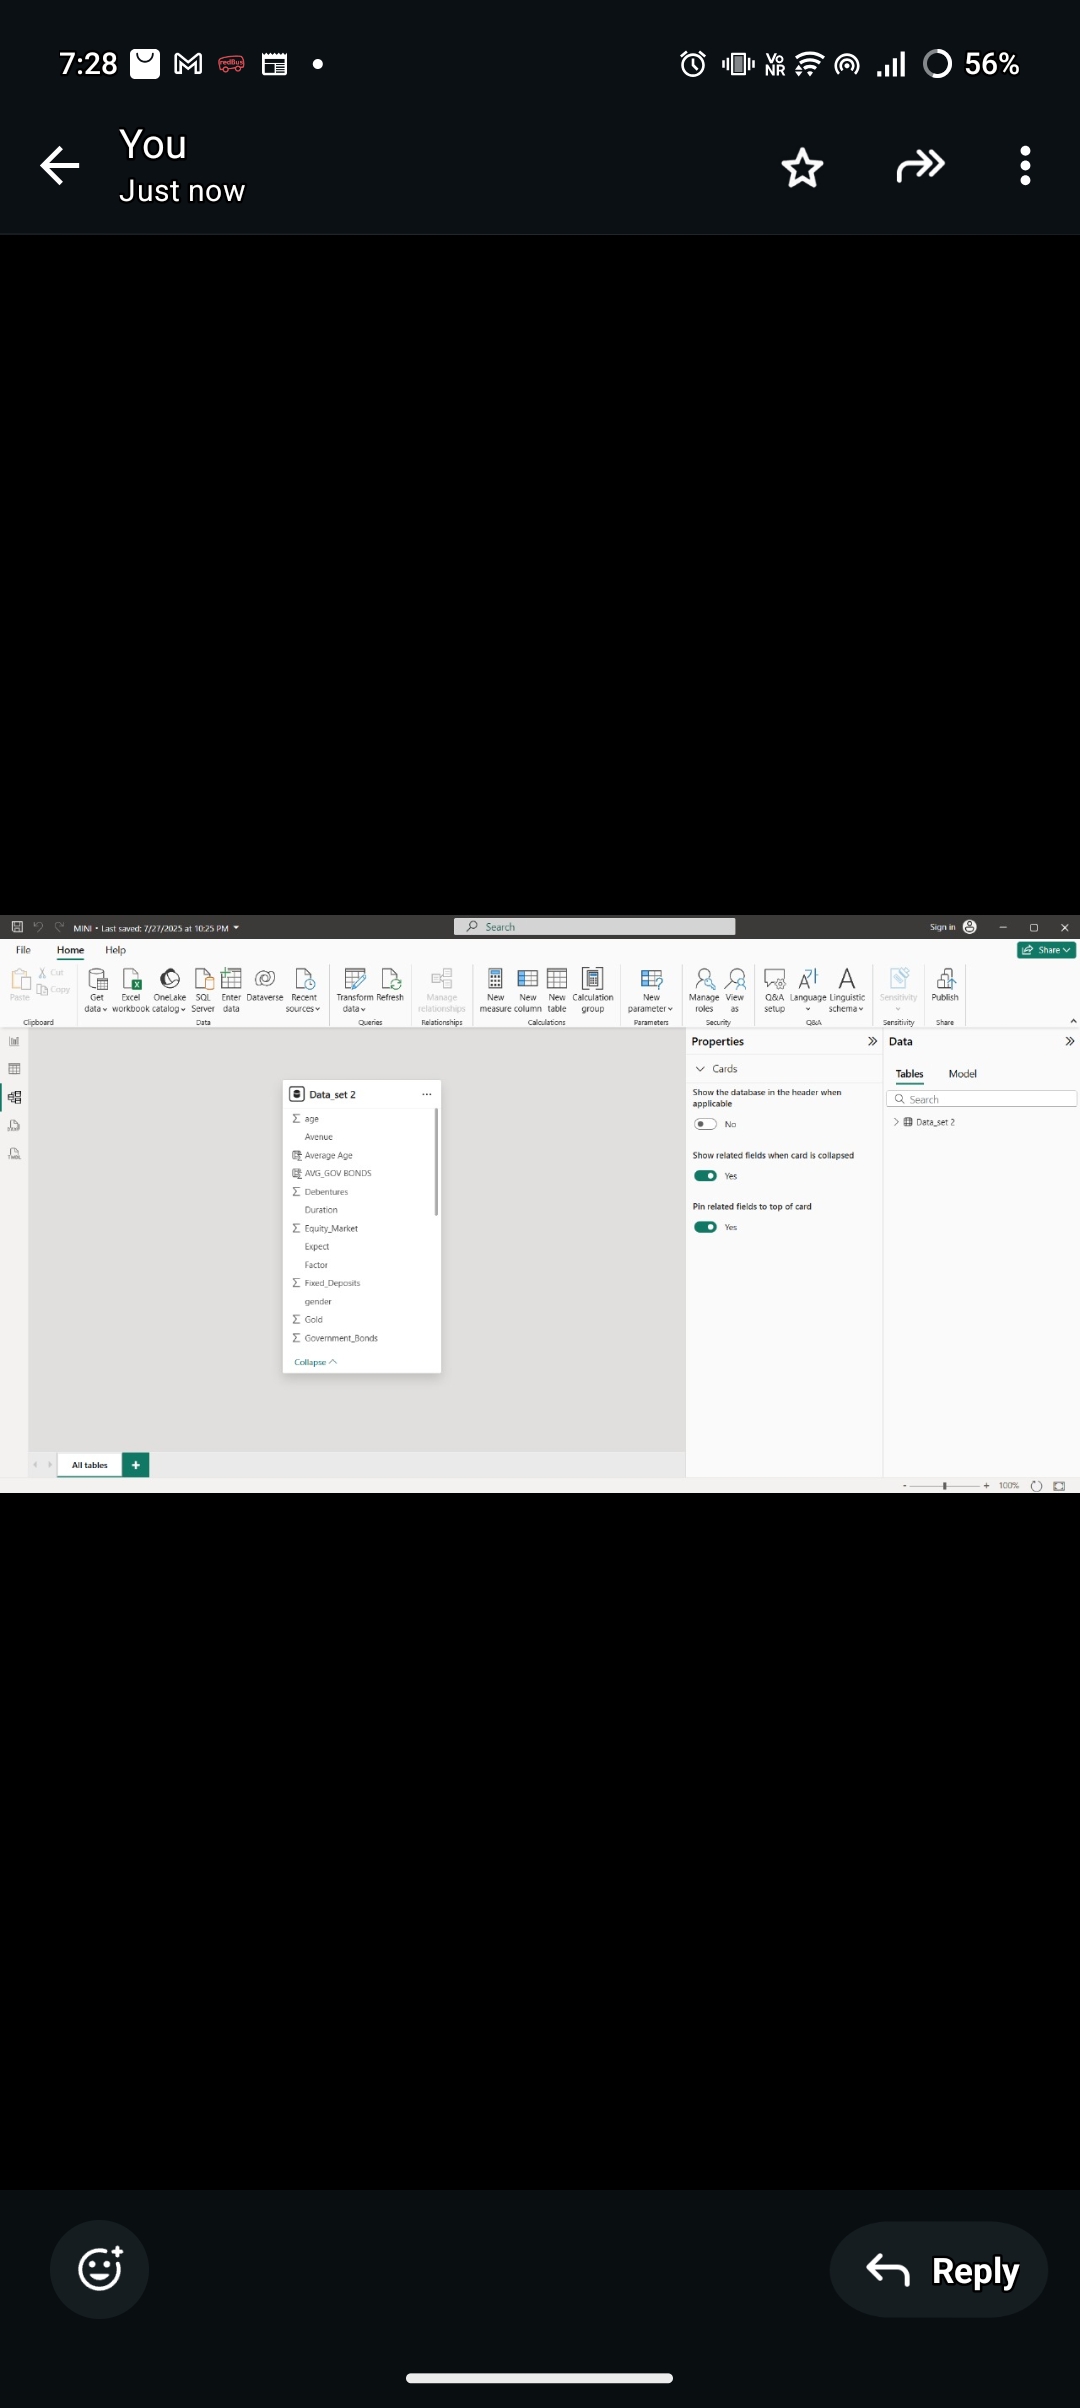 7:28
redBus
Vo NR
56%
You
Just now
MINI • Last saved: 7/27/2025 at 10:25 PM
Search
Sign in
File Home Help
Share
Paste
Cut
Copy
Clipboard
Get data
Excel workbook
OneLake catalog
SQL Server
Enter data
Dataverse
Recent sources
Data
Transform data
Refresh
Queries
Manage relationships
Relationships
New measure
New column
New table
Calculation group
Calculations
New parameter
Parameters
Manage roles
View as
Security
Q&A setup
Language
Linguistic schema
Q&A
Sensitivity
Sensitivity
Publish
Share
Data_set 2
age
Avenue
Average Age
AVG_GOV BONDS
Debentures
Duration
Equity_Market
Expect
Factor
Fixed_Deposits
gender
Gold
Government_Bonds
Collapse
Properties
Cards
Show the database in the header when
applicable
No
Show related fields when card is collapsed
Yes
Pin related fields to top of card
Yes
Data
Tables Model
Search
Data_set 2
All tables
+
- + 100%
Reply